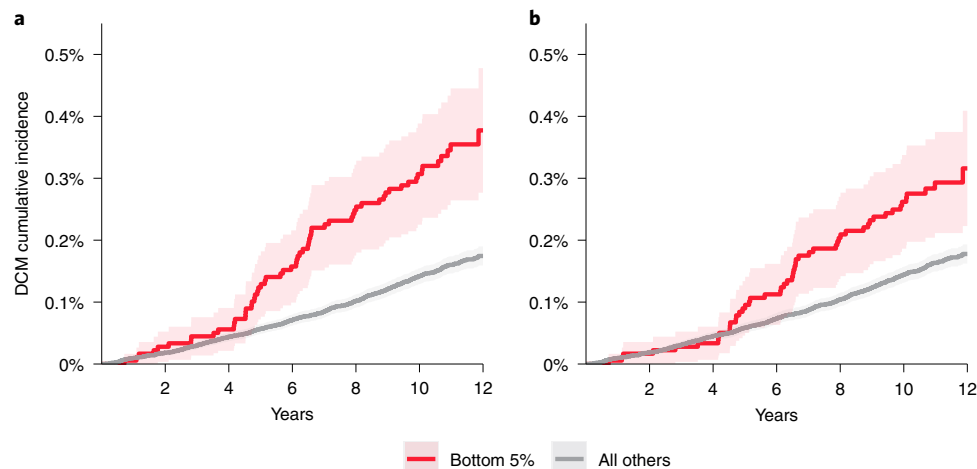 a
b
0.5%
0.4%
0.3%
0.2%
0.1%
0%
DCM cumulative incidence
2 4 6 8 10 12
Years
0.5%
0.4%
0.3%
0.2%
0.1%
0%
2 4 6 8 10 12
Years
Bottom 5% All others